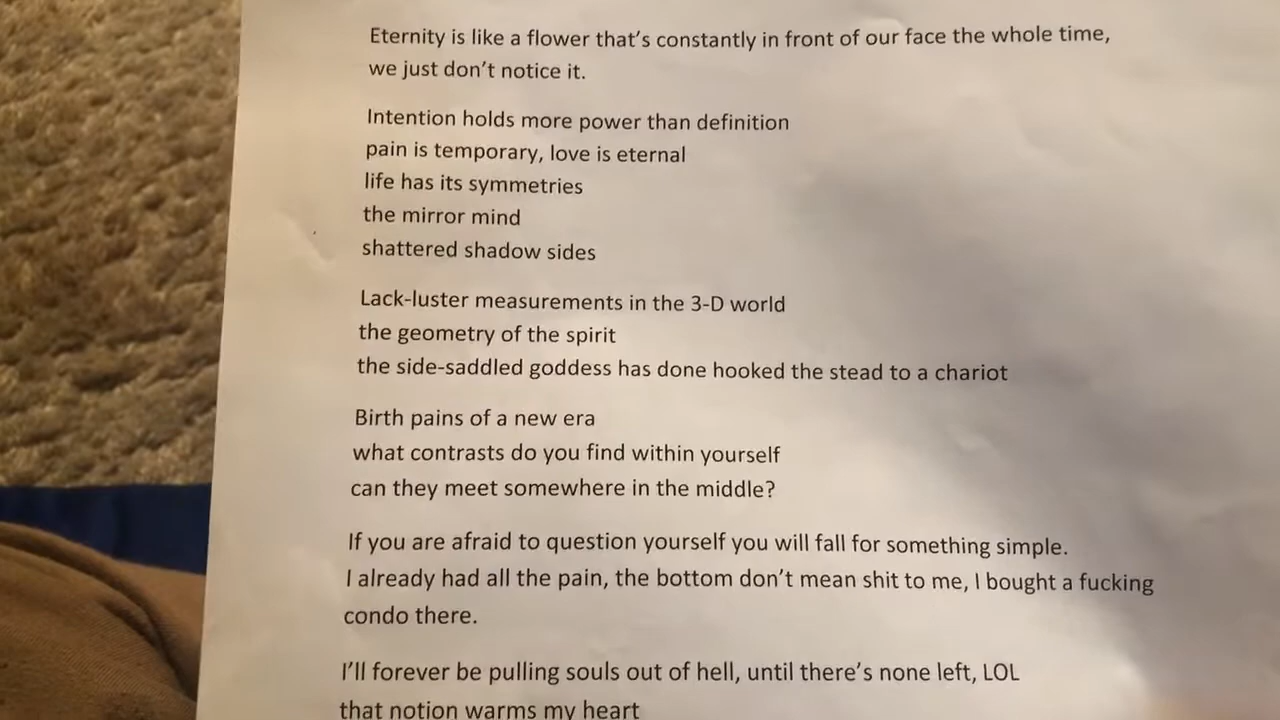 Eternity is like a flower that's constantly in front of our face the whole time,
we just don't notice it.
Intention holds more power than definition
pain is temporary, love is eternal
life has its symmetries
the mirror mind
shattered shadow sides
Lack-luster measurements in the 3-D world
the geometry of the spirit
the side-saddled goddess has done hooked the stead to a chariot
Birth pains of a new era
what contrasts do you find within yourself
can they meet somewhere in the middle?
If you are afraid to question yourself you will fall for something simple.
I already had all the pain, the bottom don't mean shit to me, I bought a fucking
condo there.
I'll forever be pulling souls out of hell, until there's none left, LOL
that notion warms my heart